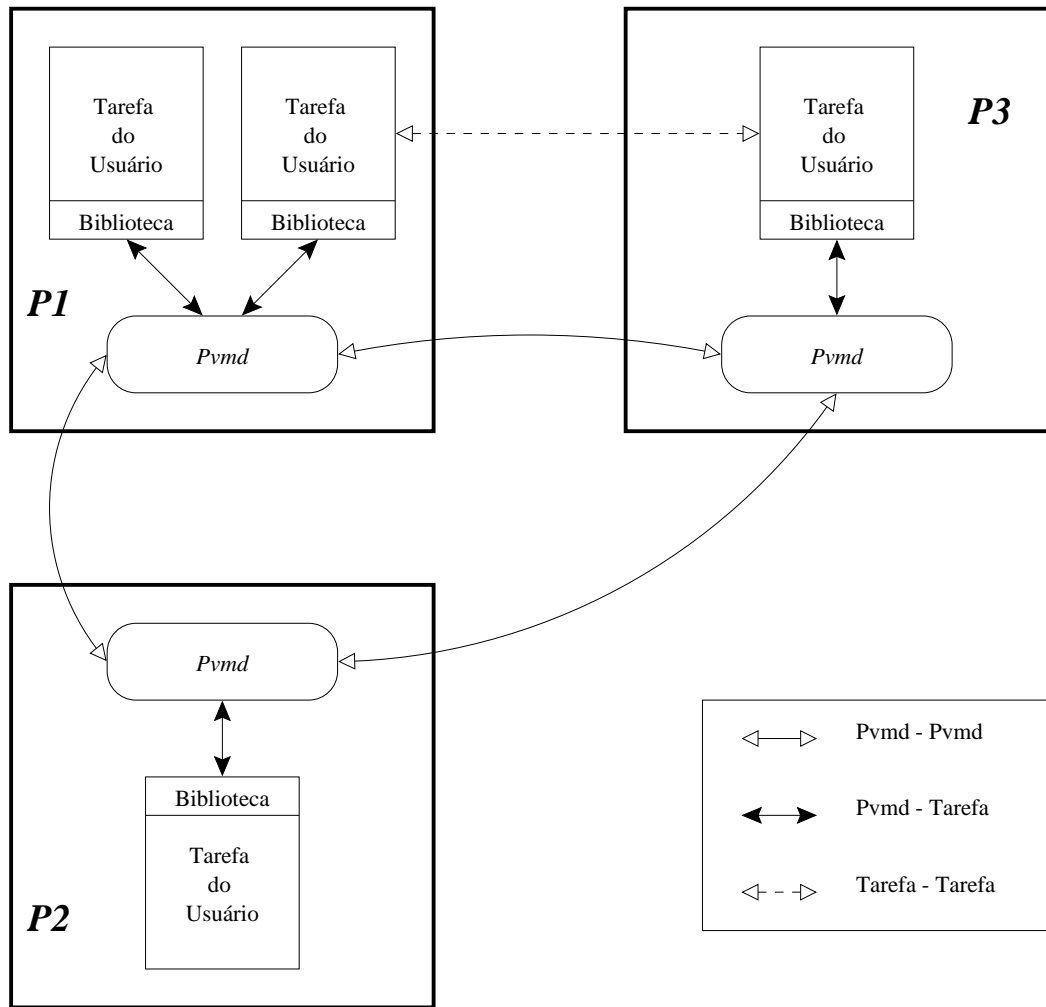 Tarefa
do
Usuário
Biblioteca
Tarefa
do
Usuário
Biblioteca
P1
Pvmd
Tarefa
do
Usuário
Biblioteca
P3
Pvmd
Pvmd
Biblioteca
Tarefa
do
Usuário
P2
Pvmd - Pvmd
Pvmd - Tarefa
Tarefa - Tarefa